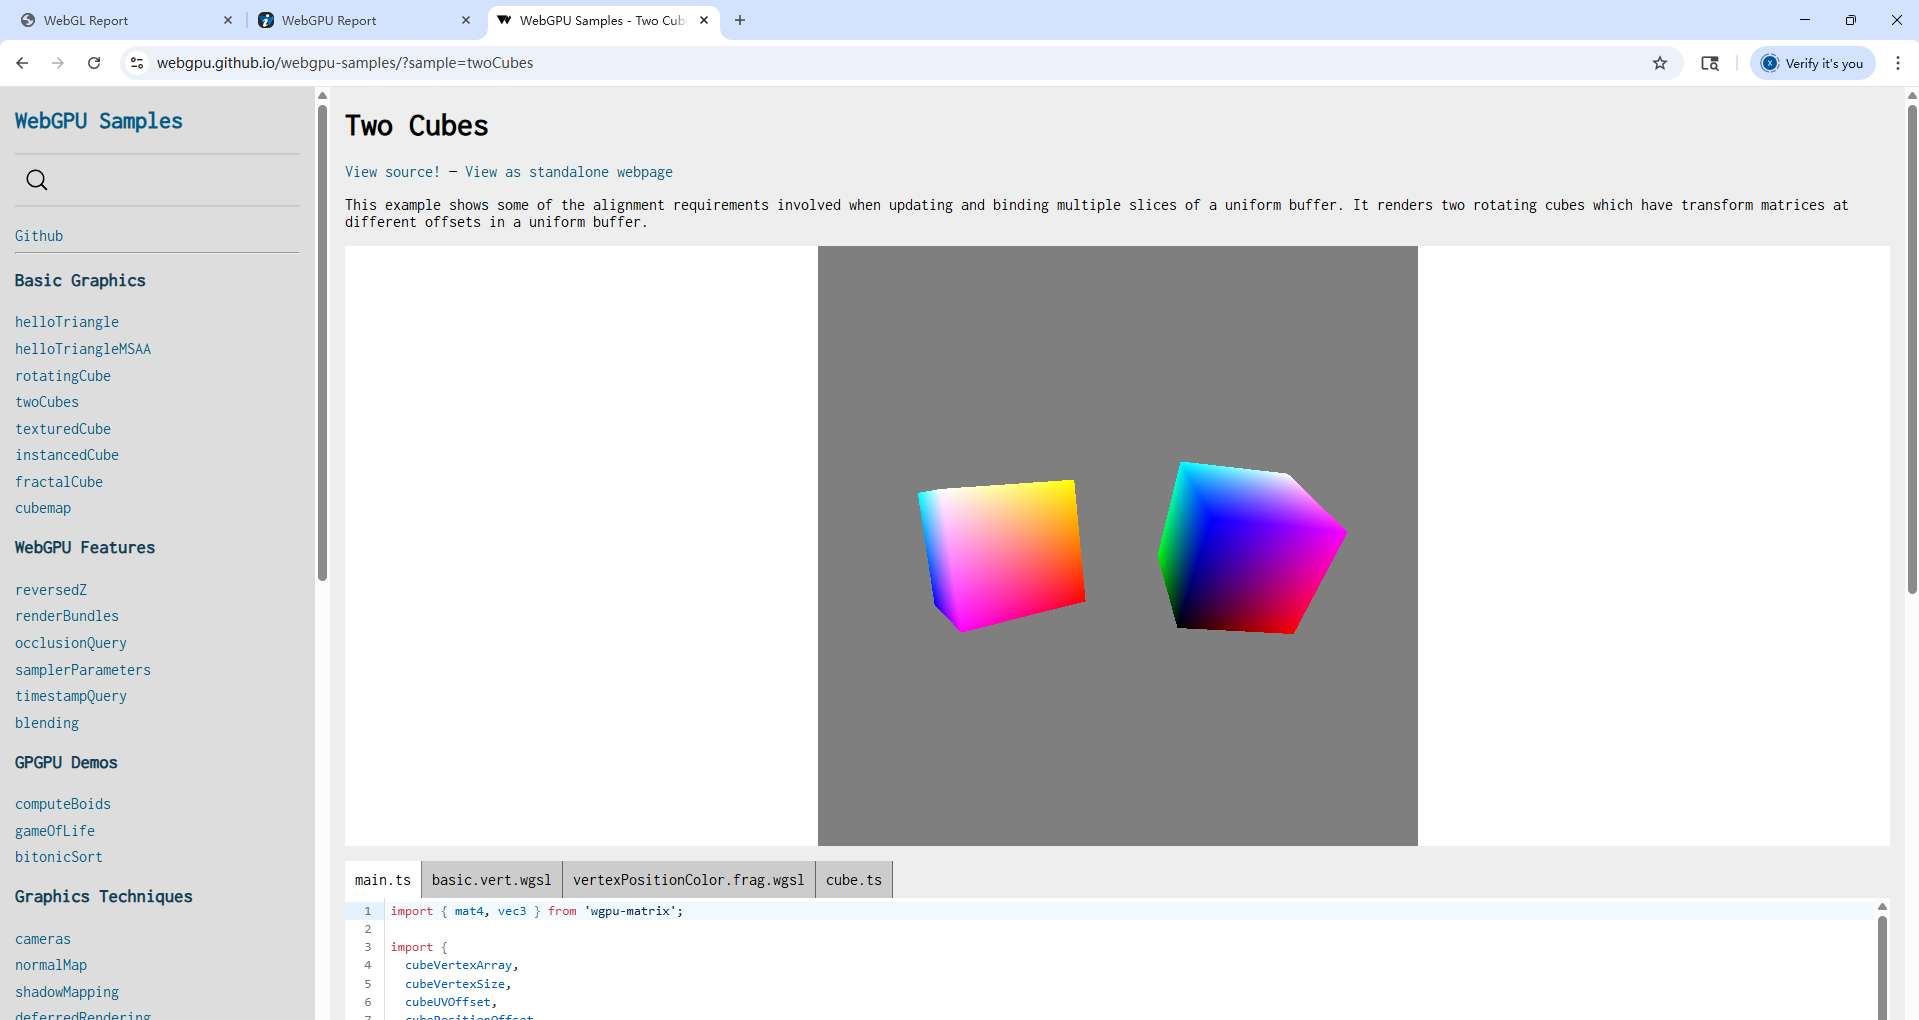 WebGL Report
WebGPU Report
WebGPU Samples - Two Cub
webgpu.github.io/webgpu-samples/?sample=twoCubes
Verify it's you
WebGPU Samples
Github
Basic Graphics
helloTriangle
helloTriangleMSAA
rotatingCube
twoCubes
texturedCube
instancedCube
fractalCube
cubemap
WebGPU Features
reversedZ
renderBundles
occlusionQuery
samplerParameters
timestampQuery
blending
GPGPU Demos
computeBoids
gameOfLife
bitonicSort
Graphics Techniques
cameras
normalMap
shadowMapping
deferredRendering
Two Cubes
View source! — View as standalone webpage
This example shows some of the alignment requirements involved when updating and binding multiple slices of a uniform buffer. It renders two rotating cubes which have transform matrices at
different offsets in a uniform buffer.
main.ts
basic.vert.wgsl
vertexPositionColor.frag.wgsl
cube.ts
1 import { mat4, vec3 } from 'wgpu-matrix';
2
3 import {
4 cubeVertexArray,
5 cubeVertexSize,
6 cubeUVOffset,
7 cubePositionOffset,